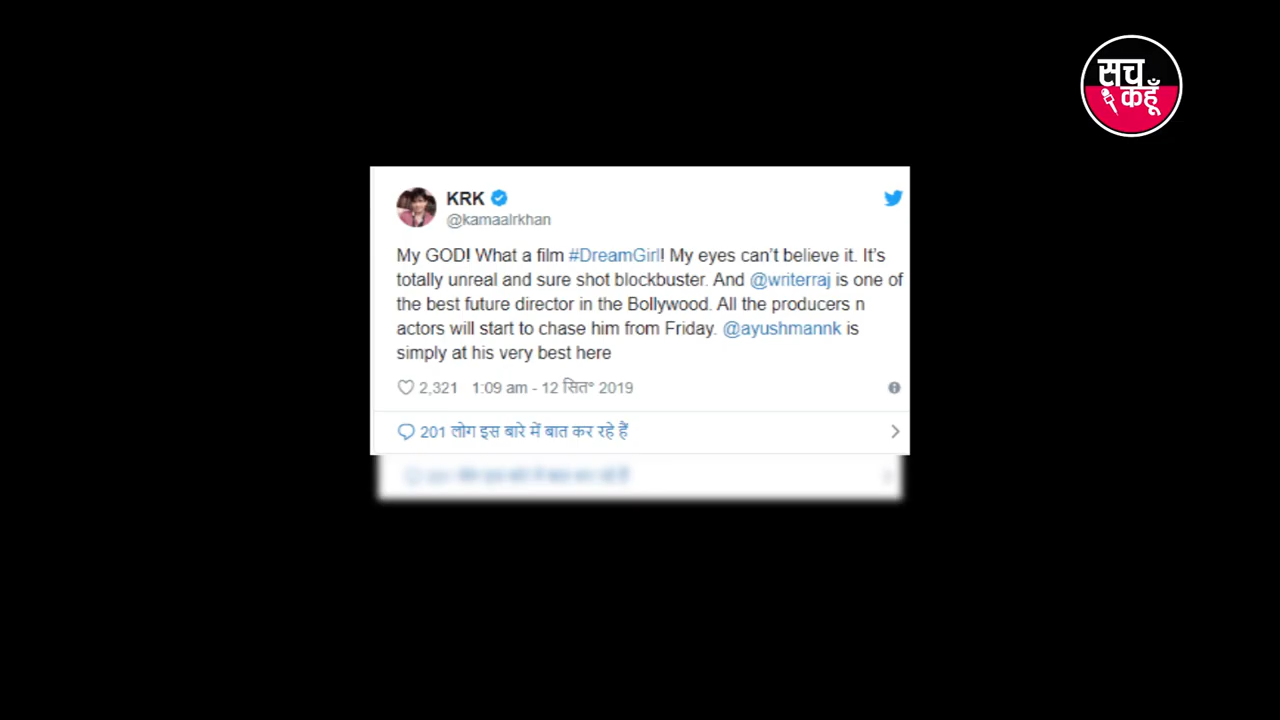 सच
कहूँ
KRK
@kamaalrkhan
My GOD! What a film #DreamGirl! My eyes can't believe it. It's
totally unreal and sure shot blockbuster. And @writerraj is one of
the best future director in the Bollywood. All the producers n
actors will start to chase him from Friday. @ayushmannk is
simply at his very best here
2,321 1:09 am - 12 सित॰ 2019
201 लोग इस बारे में बात कर रहे हैं